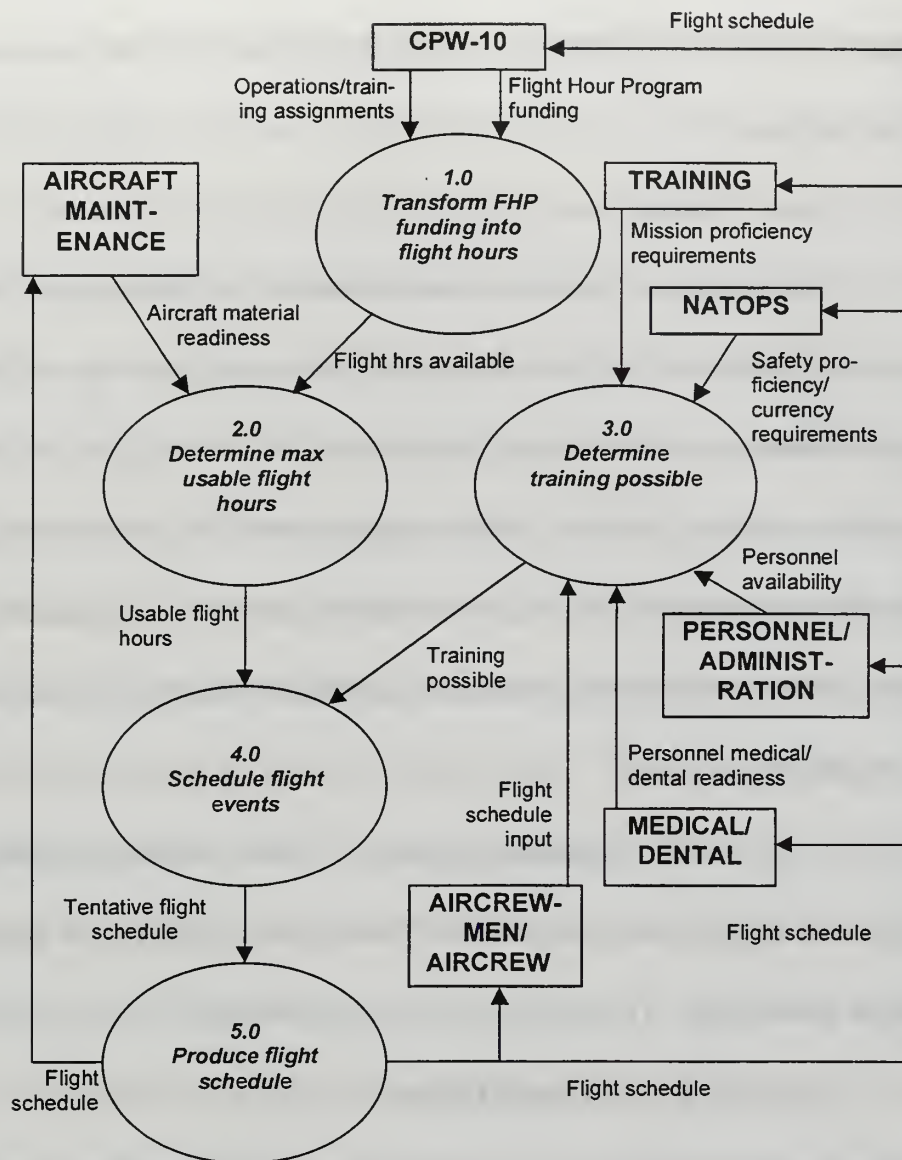 Flight schedule
CPW-10
Operations/train-
ing assignments
Flight Hour Program
funding
1.0
Transform FHP
funding into
flight hours
AIRCRAFT
MAINT-
ENANCE
TRAINING
Mission proficiency
requirements
NATOPS
Aircraft material
readiness
Flight hrs available
Safety pro-
ficiency/
currency
requirements
2.0
Determine max
usable flight
hours
3.0
Determine
training possible
Personnel
availability
Usable flight
hours
Training
possible
PERSONNEL/
ADMINIST-
RATION
4.0
Schedule flight
events
Flight
schedule
input
Personnel medical/
dental readiness
MEDICAL/
DENTAL
Tentative flight
schedule
AIRCREW-
MEN/
AIRCREW
Flight schedule
5.0
Produce flight
schedule
Flight
schedule
Flight schedule